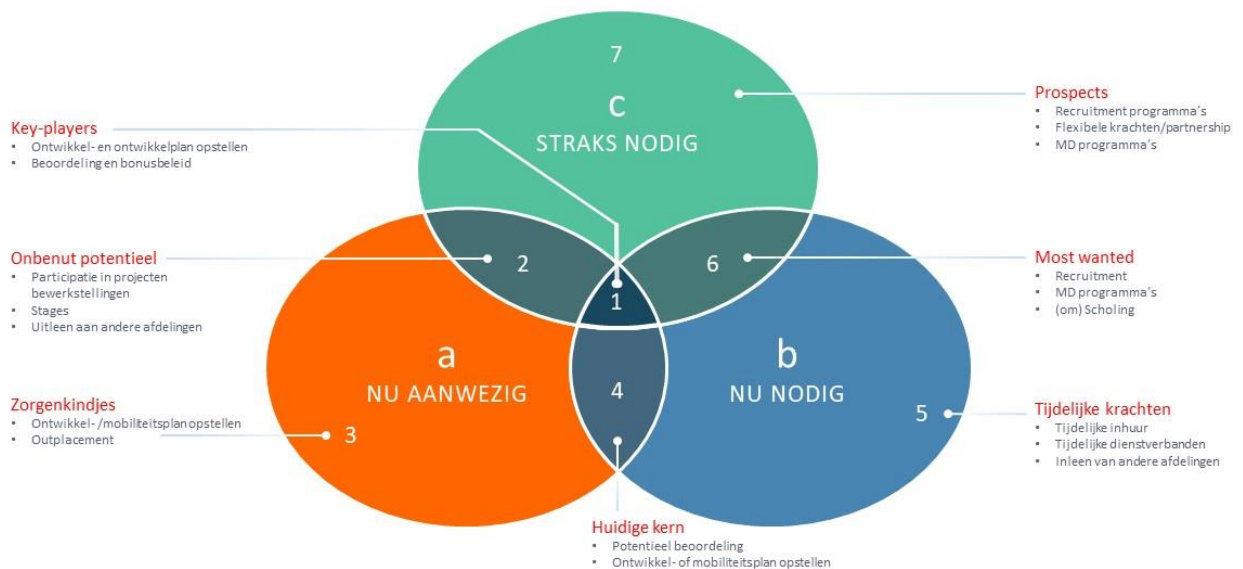 7
c
STRAKS NODIG
Key-players
• Ontwikkel- en ontwikkelplan opstellen
• Beoordeling en bonusbeleid
Prospects
• Recruitment programma's
• Flexibele krachten/partnership
• MD programma's
Onbenut potentieel
• Participatie in projecten
bewerkstellingen
• Stages
• Uitleen aan andere afdelingen
2
6
1
Most wanted
• Recruitment
• MD programma's
• (om) Scholing
a
NU AANWEZIG
b
NU NODIG
4
Zorgenkindjes
• Ontwikkel-/mobiliteitsplan opstellen
• Outplacement
3
5
Tijdelijke krachten
• Tijdelijke inhuur
• Tijdelijke dienstverbanden
• Inleen van andere afdelingen
Huidige kern
• Potentieel beoordeling
• Ontwikkel- of mobiliteitsplan opstellen